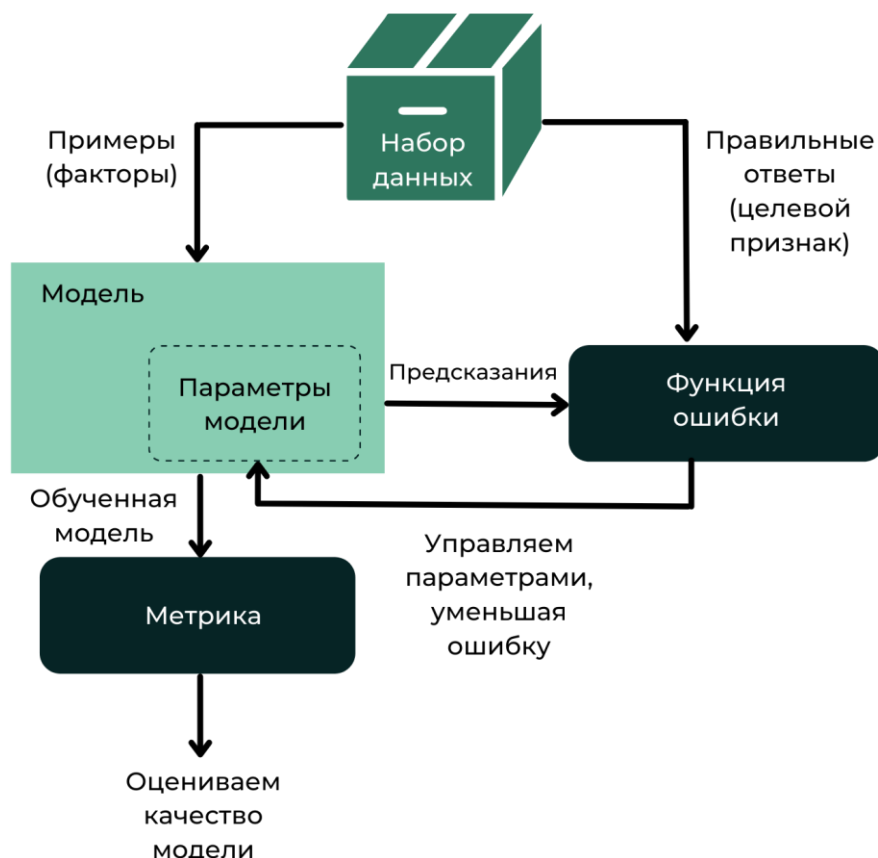 Набор
данных
Примеры
(факторы)
Правильные
ответы
(целевой
признак)
Модель
Параметры
модели
Предсказания
Функция
ошибки
Обученная
модель
Управляем
параметрами,
уменьшая
ошибку
Метрика
Оцениваем
качество
модели